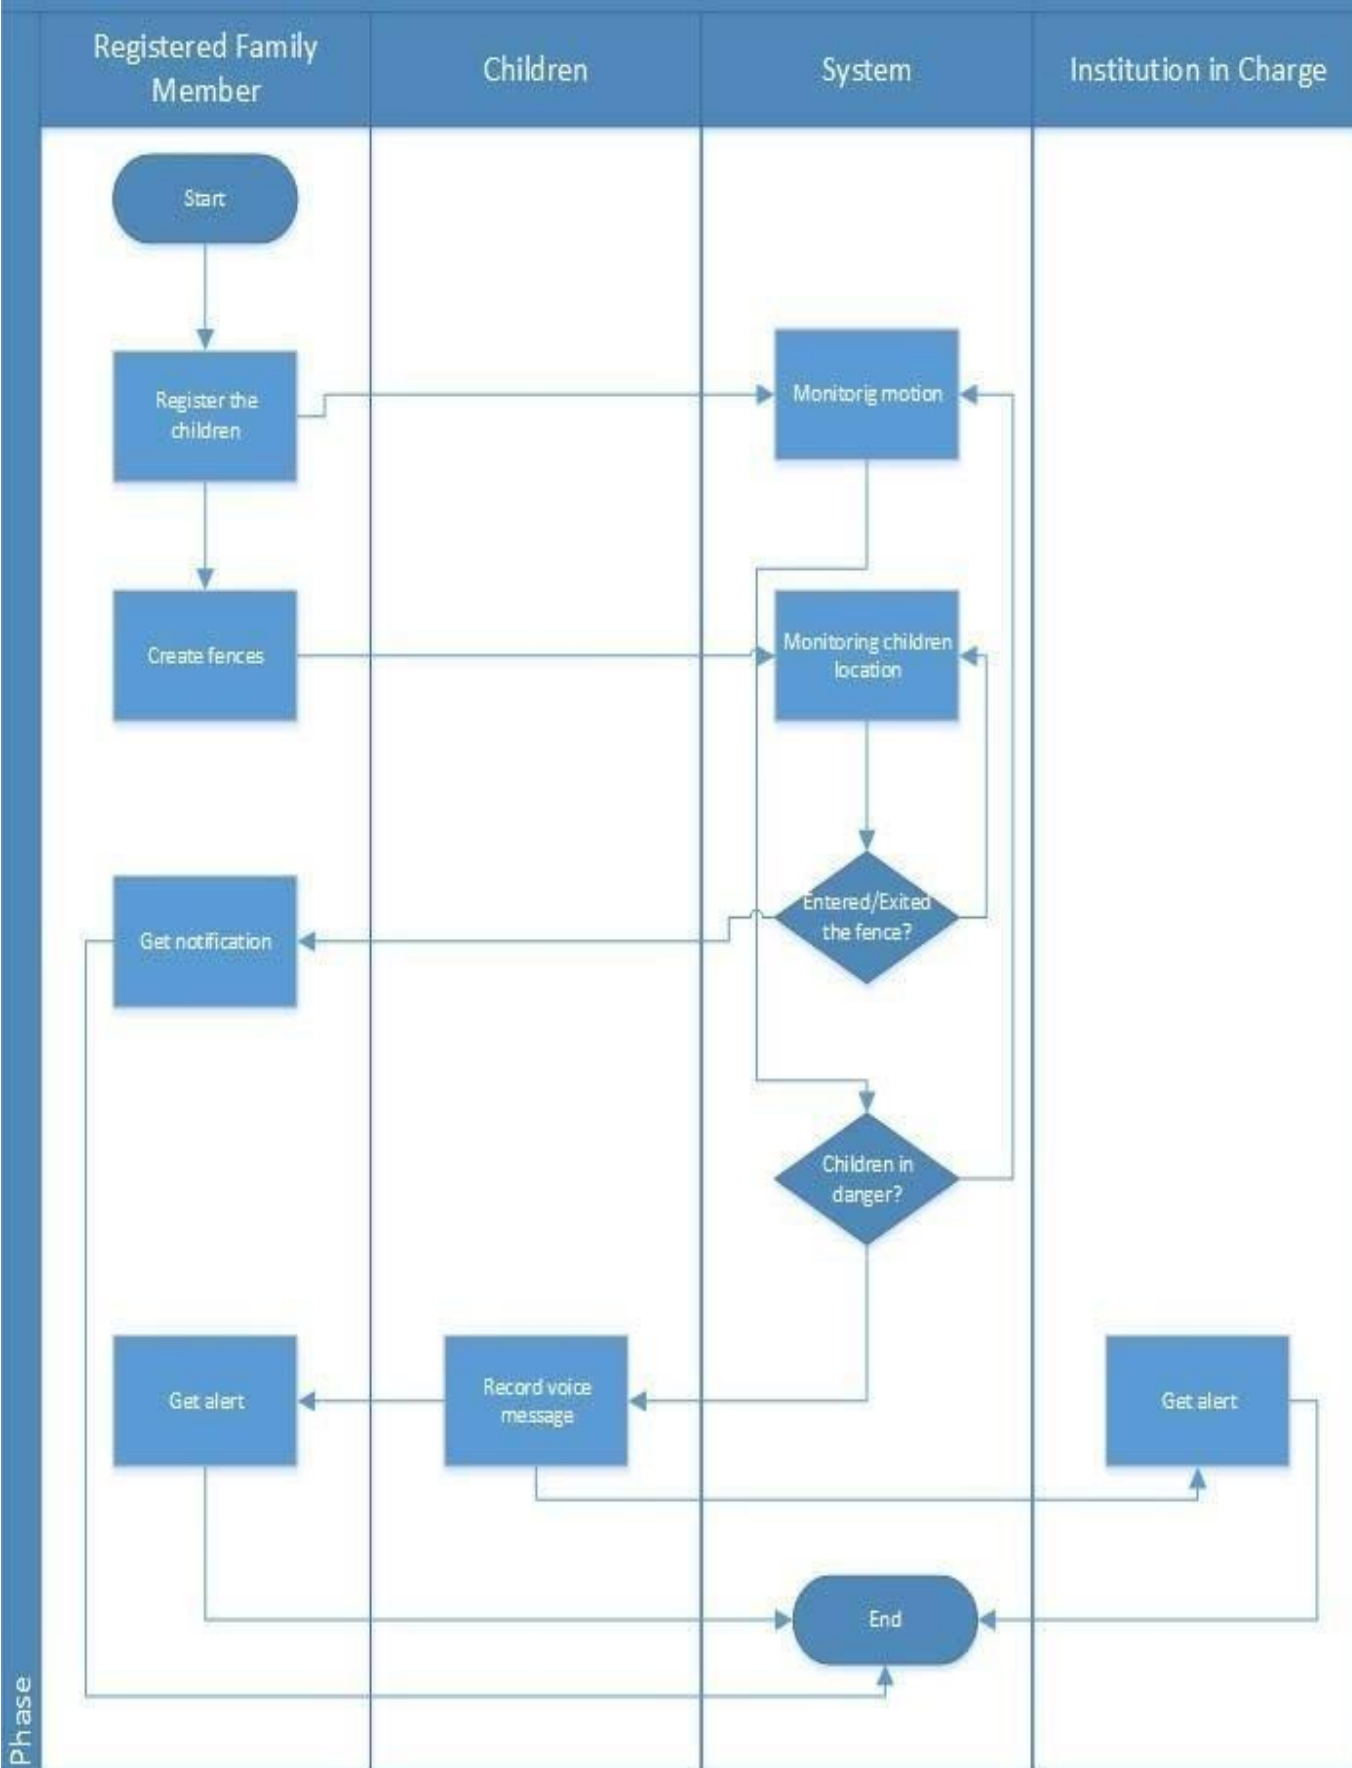 Registered Family
Member
Children
System
Institution in Charge
Start
Register the
children
Monitorig motion
Create fences
Monitoring children
location
Get notification
Entered/Exited
the fence?
Children in
danger?
Get alert
Record voice
message
Get alert
End
Phase